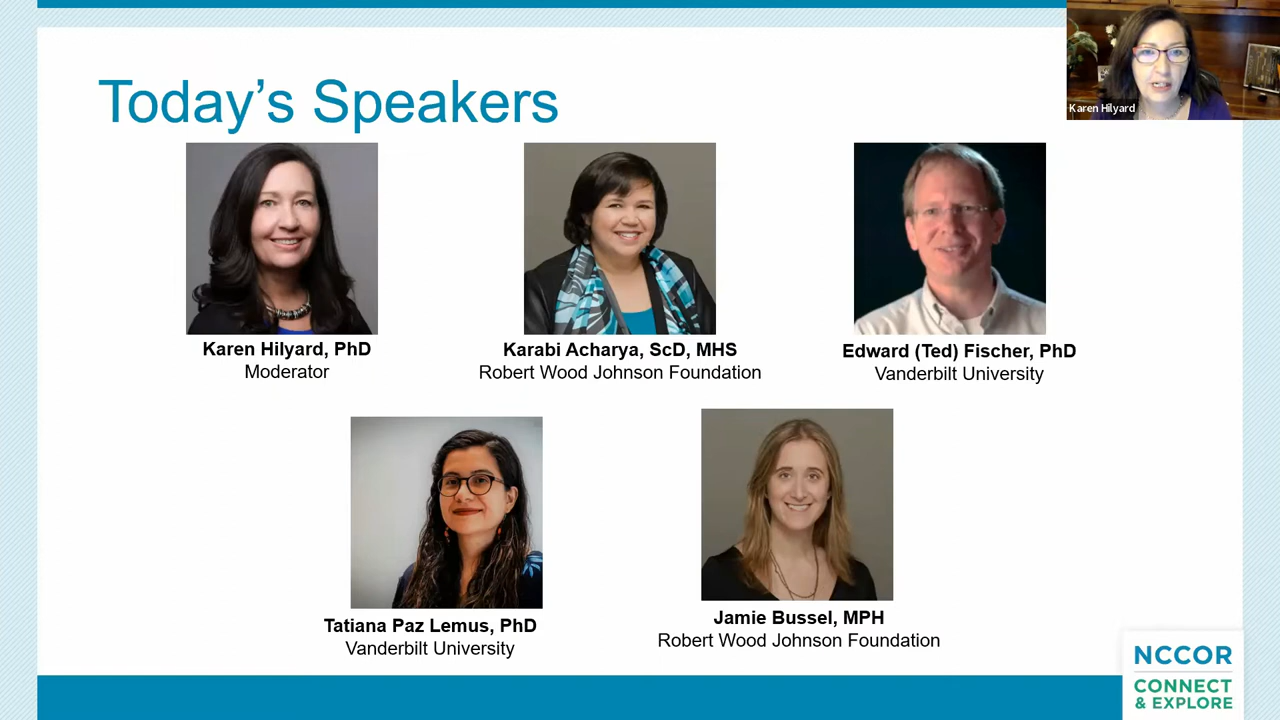 Today's Speakers
Karen Hilyard
Karen Hilyard, PhD
Moderator
Karabi Acharya, ScD, MHS
Robert Wood Johnson Foundation
Edward (Ted) Fischer, PhD
Vanderbilt University
Tatiana Paz Lemus, PhD
Vanderbilt University
Jamie Bussel, MPH
Robert Wood Johnson Foundation
NCCOR
CONNECT
& EXPLORE